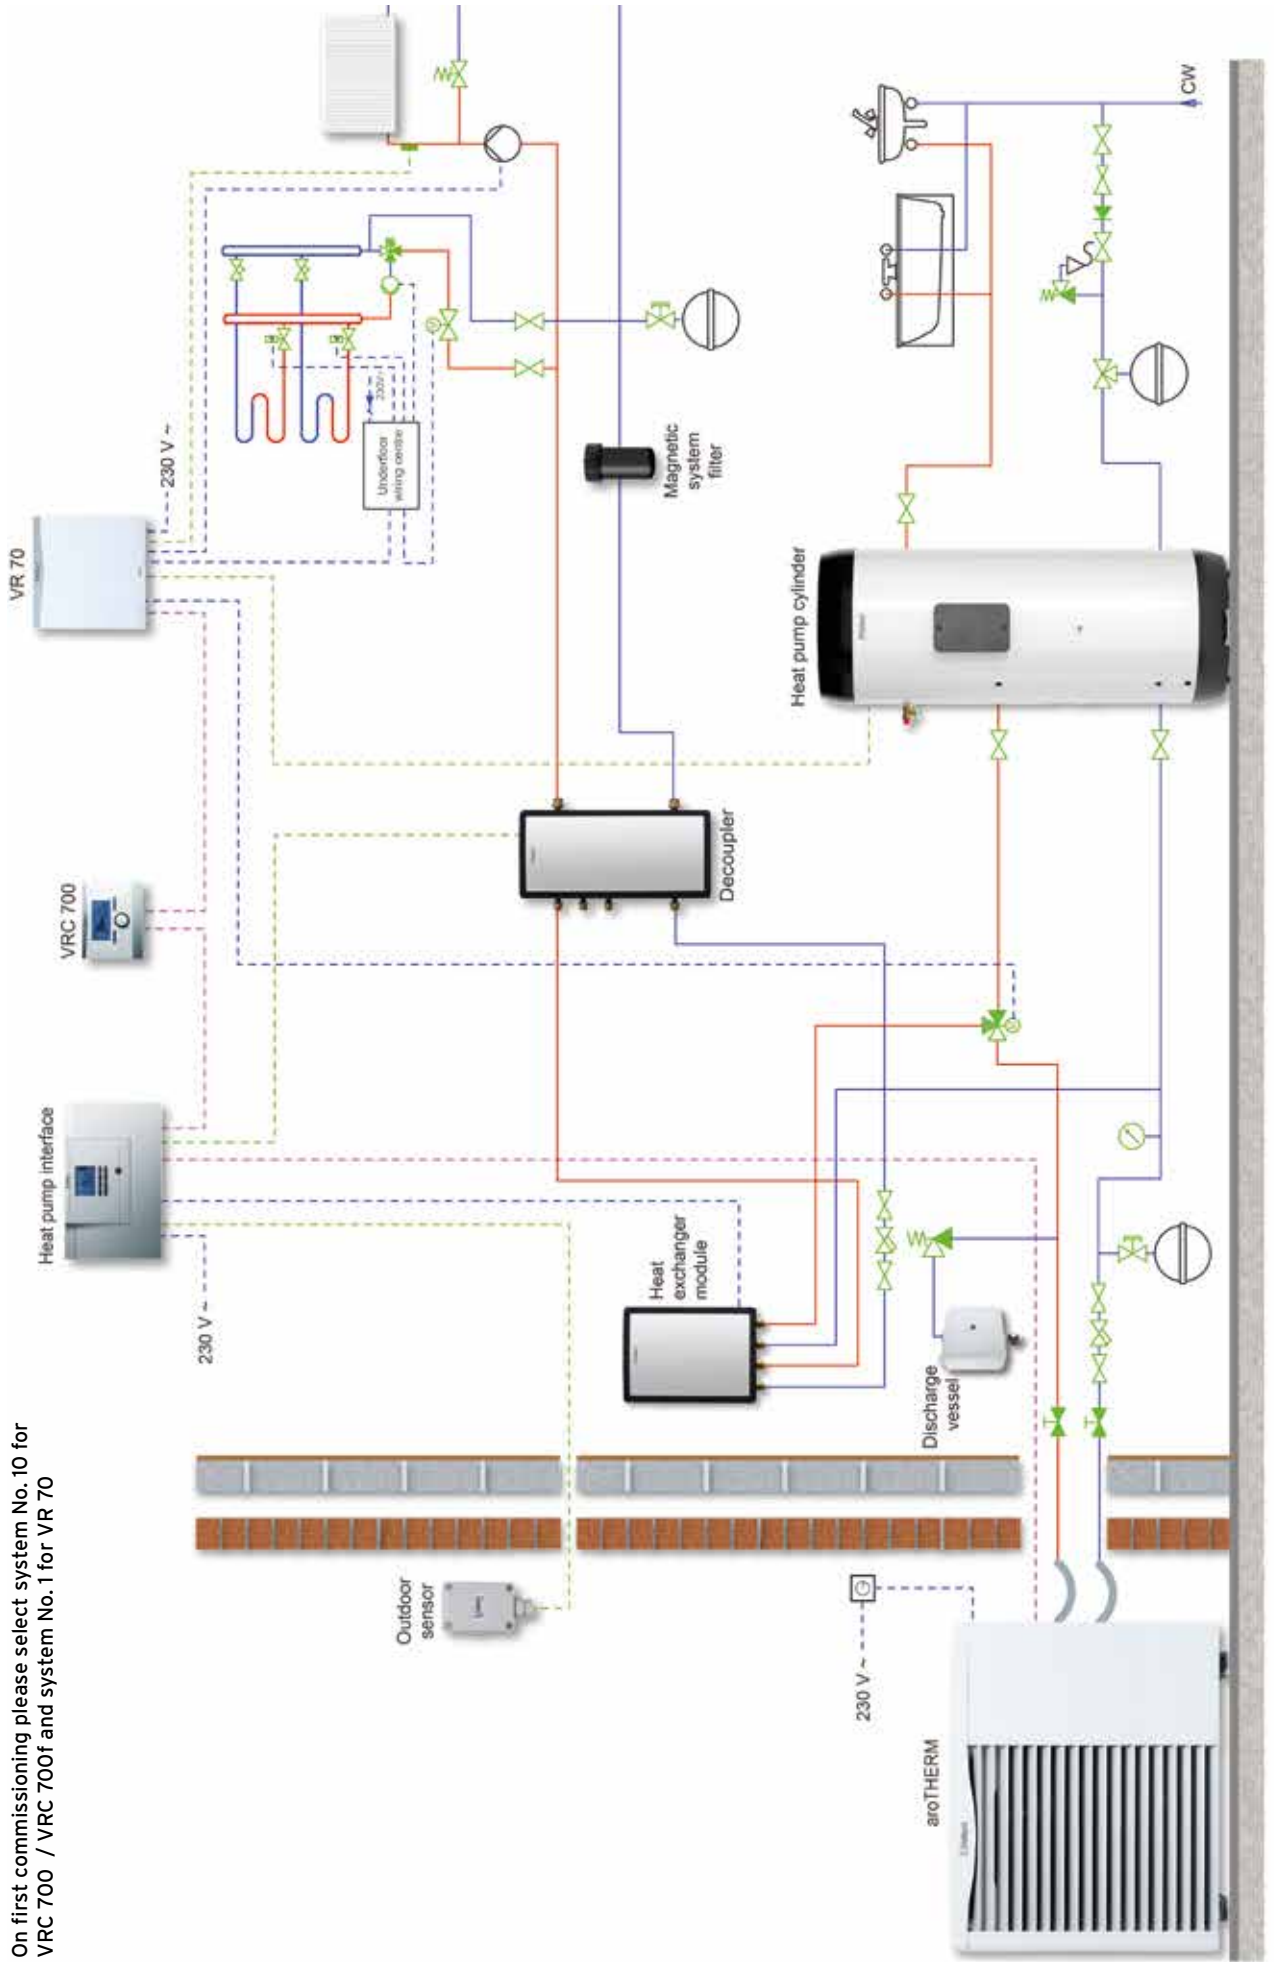 On first commissioning please select system No. 10 for
VRC 700 / VRC 700f and system No. 1 for VR 70
Heat pump interface
VRC 700
VR 70
230 V ~
230 V ~
230V~
Underfloor
wiring centre
Outdoor
sensor
Heat
exchanger
module
Decoupler
Magnetic
system
filter
Heat pump cylinder
Discharge
vessel
230 V ~
aroTHERM
CW